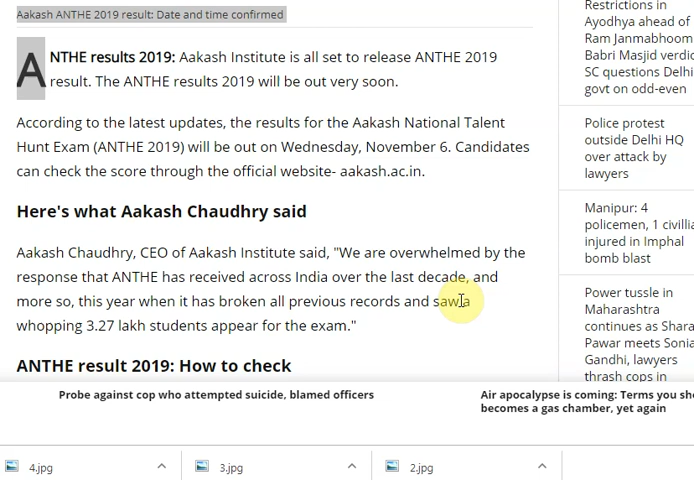 Aakash ANTHE 2019 result: Date and time confirmed
ANTHE results 2019: Aakash Institute is all set to release ANTHE 2019
result. The ANTHE results 2019 will be out very soon.
According to the latest updates, the results for the Aakash National Talent
Hunt Exam (ANTHE 2019) will be out on Wednesday, November 6. Candidates
can check the score through the official website- aakash.ac.in.
Here's what Aakash Chaudhry said
Aakash Chaudhry, CEO of Aakash Institute said, "We are overwhelmed by the
response that ANTHE has received across India over the last decade, and
more so, this year when it has broken all previous records and saw a
whopping 3.27 lakh students appear for the exam."
ANTHE result 2019: How to check
Restrictions in
Ayodhya ahead of
Ram Janmabhoom
Babri Masjid verdic
SC questions Delhi
govt on odd-even
Police protest
outside Delhi HQ
over attack by
lawyers
Manipur: 4
policemen, 1 civilia
injured in Imphal
bomb blast
Power tussle in
Maharashtra
continues as Shara
Pawar meets Sonia
Gandhi, lawyers
thrash cops in
Probe against cop who attempted suicide, blamed officers
Air apocalypse is coming: Terms you sho
becomes a gas chamber, yet again
4.jpg
3.jpg
2.jpg